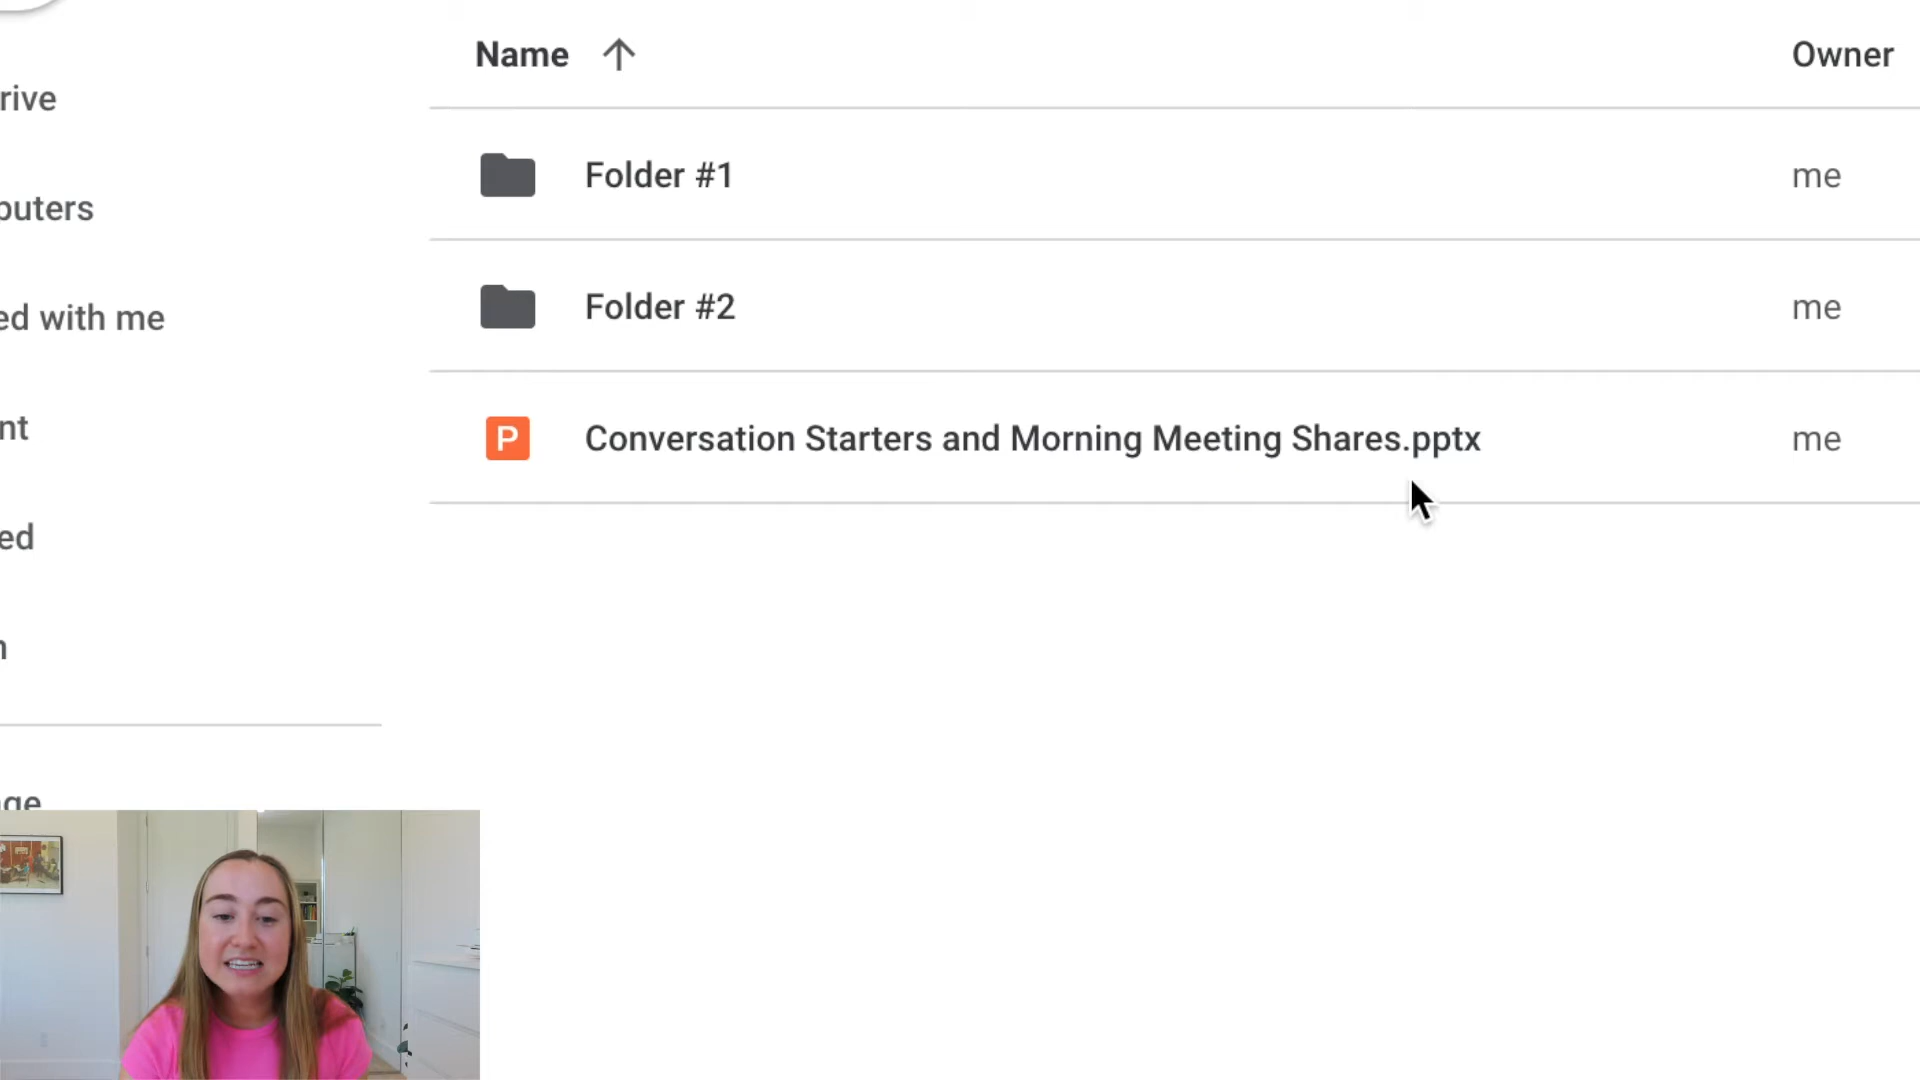 Name
Owner
rive
Folder #1
me
puters
Folder #2
me
ed with me
nt
P
Conversation Starters and Morning Meeting Shares.pptx
me
ed